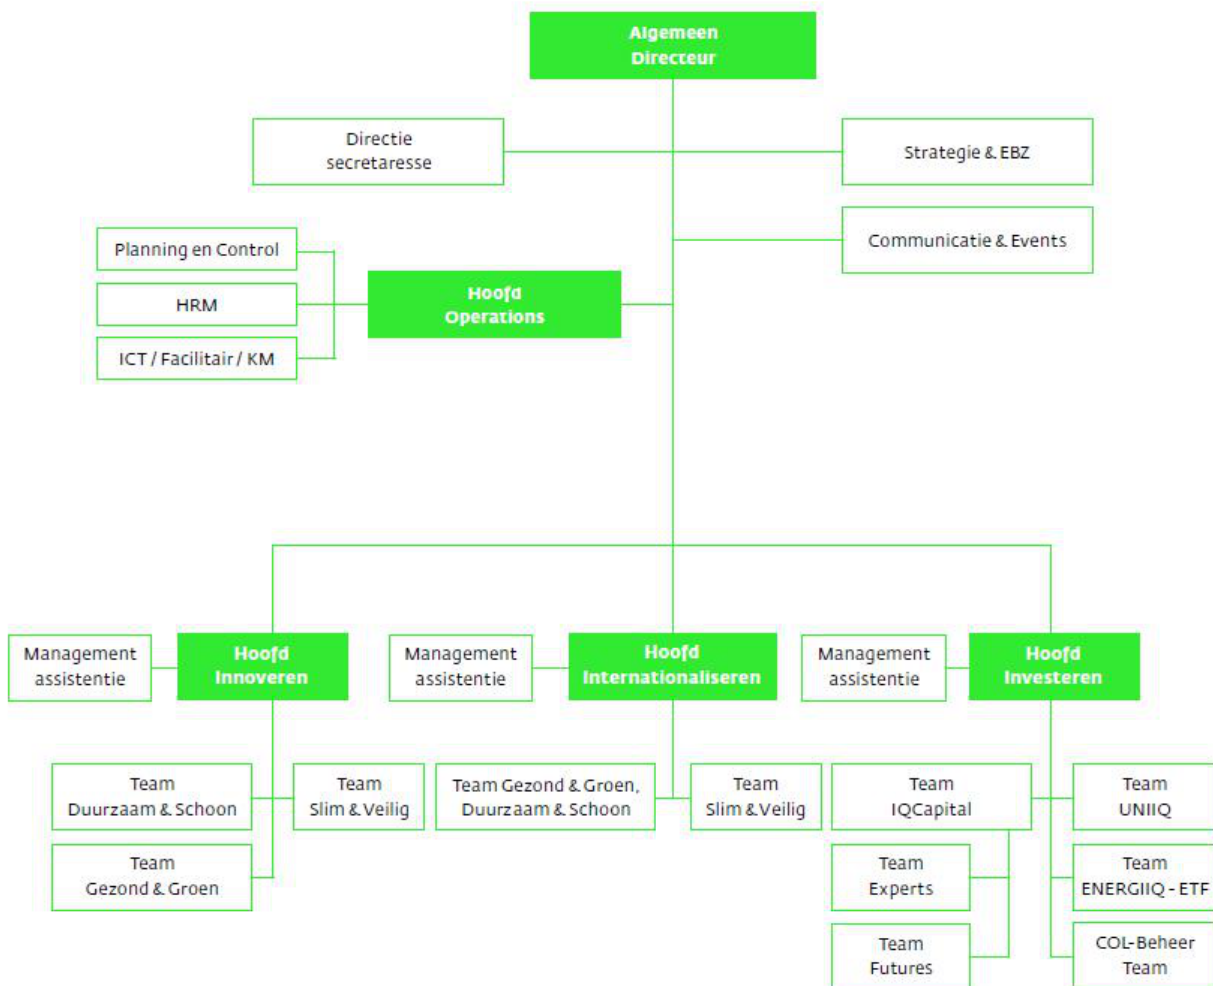 Algemeen
Directeur
Directie
secretaresse
Strategie & EBZ
Communicatie & Events
Planning en Control
HRM
ICT / Facilitair / KM
Hoofd
Operations
Management
assistentie
Hoofd
Innoveren
Management
assistentie
Hoofd
Internationaliseren
Management
assistentie
Hoofd
Investeren
Team
Duurzaam & Schoon
Team
Slim & Veilig
Team
Gezond & Groen
Team Gezond & Groen,
Duurzaam & Schoon
Team
Slim & Veilig
Team
IQCapital
Team
UNIIQ
Team
Experts
Team
ENERGIIQ - ETF
Team
Futures
COL-Beheer
Team